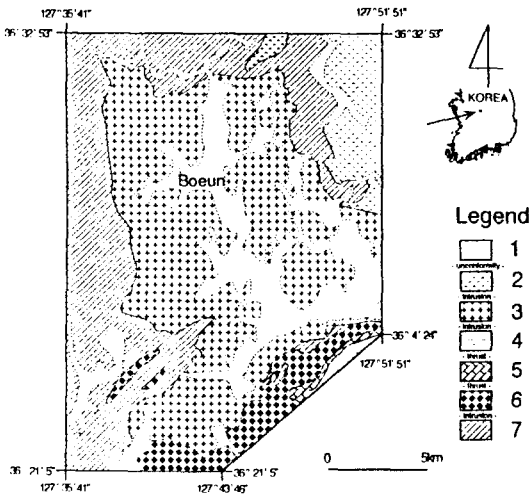 127°35'41"
127°51'51"
36°32'53"
36°32'53"
KOREA
Boeun
Legend
1
unconformity
2
Intrusion
3
Intrusion
4
thrust
5
thrust
6
Intrusion
7
36°4'24"
127°51'51"
0
5km
36°21'5"
36°21'5"
127°35'41"
127°43'46"